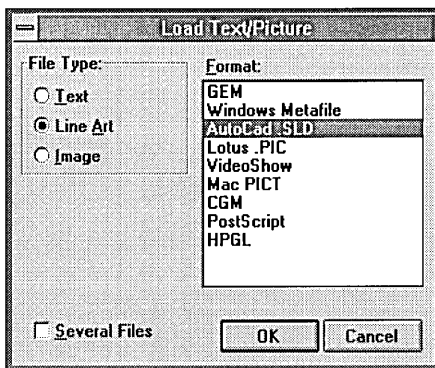 Load Text/Picture
File Type:
Text
Line Art
Image
Format:
GEM
Windows Metafile
AutoCad .SLD
Lotus .PIC
VideoShow
Mac PICT
CGM
PostScript
HPGL
Several Files
OK
Cancel